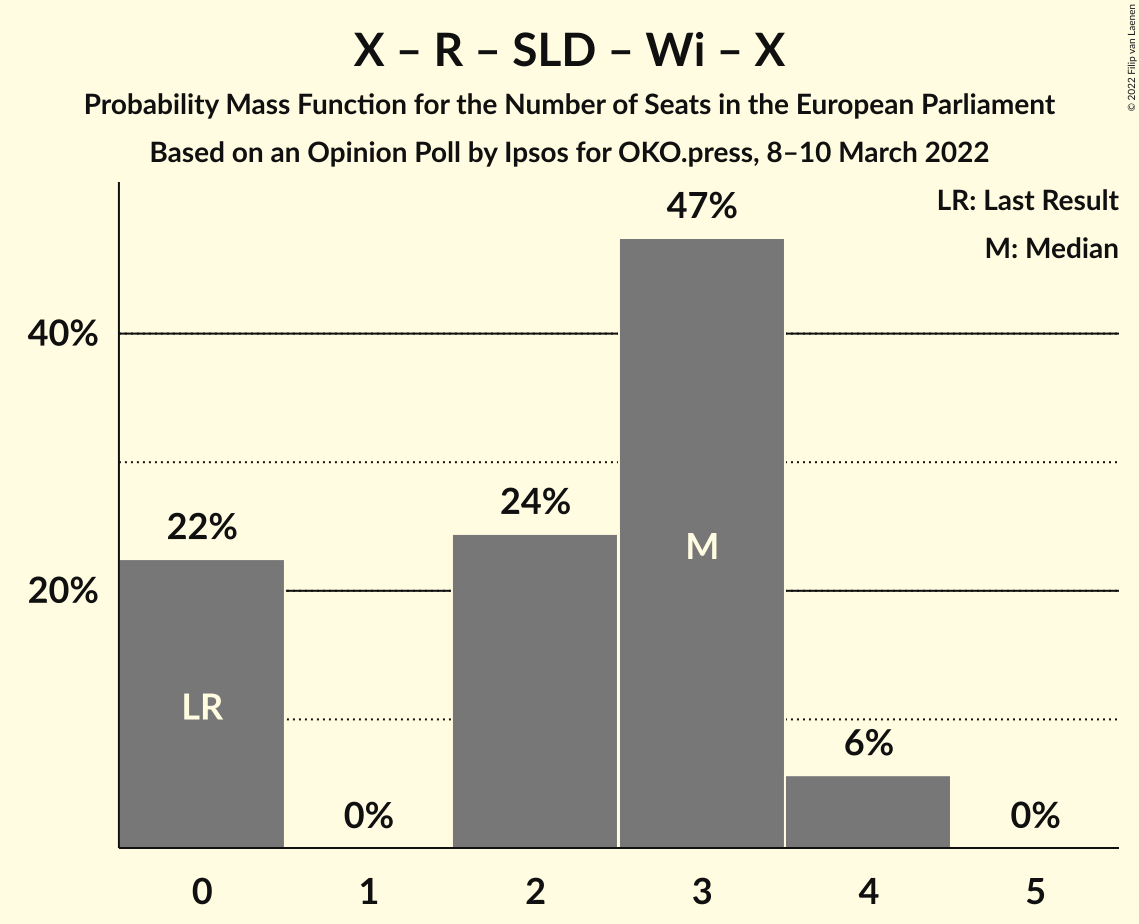 X – R – SLD – Wi – X
Probability Mass Function for the Number of Seats in the European Parliament
Based on an Opinion Poll by Ipsos for OKO.press, 8–10 March 2022
© 2022 Filip van Laenen
LR: Last Result
M: Median
47%
40%
24%
22%
M
20%
LR
6%
0%
0%
0 1 2 3 4 5